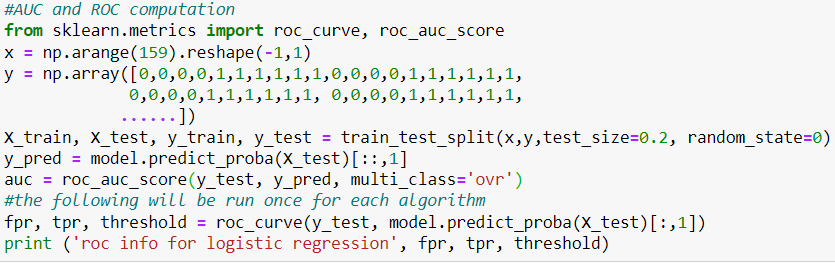 #AUC and ROC computation
from sklearn.metrics import roc_curve, roc_auc_score
x = np.arange(159).reshape(-1,1)
y = np.array([0,0,0,0,1,1,1,1,1,1,0,0,0,0,1,1,1,1,1,1,
0,0,0,0,1,1,1,1,1,1, 0,0,0,0,1,1,1,1,1,1,
......])
X_train, X_test, y_train, y_test = train_test_split(x,y,test_size=0.2, random_state=0)
y_pred = model.predict_proba(X_test)[::,1]
auc = roc_auc_score(y_test, y_pred, multi_class='ovr')
#the following will be run once for each algorithm
fpr, tpr, threshold = roc_curve(y_test, model.predict_proba(X_test)[:,1])
print ('roc info for logistic regression', fpr, tpr, threshold)